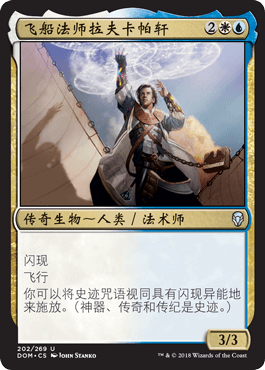 飞船法师拉夫卡帕轩 2
传奇生物～人类／法术师
闪现
飞行
你可以将史迹咒语视同具有闪现异能地
来施放。（神器、传奇和传纪是史迹。）
3/3
202/269 U
DOM • CS JOHN STANKO
™ & © 2018 Wizards of the Coast